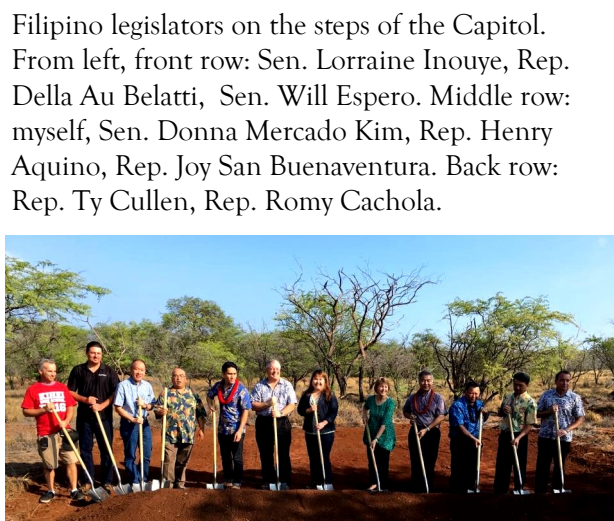 Filipino legislators on the steps of the Capitol.
From left, front row: Sen. Lorraine Inouye, Rep.
Della Au Belatti, Sen. Will Espero. Middle row:
myself, Sen. Donna Mercado Kim, Rep. Henry
Aquino, Rep. Joy San Buenaventura. Back row:
Rep. Ty Cullen, Rep. Romy Cachola.